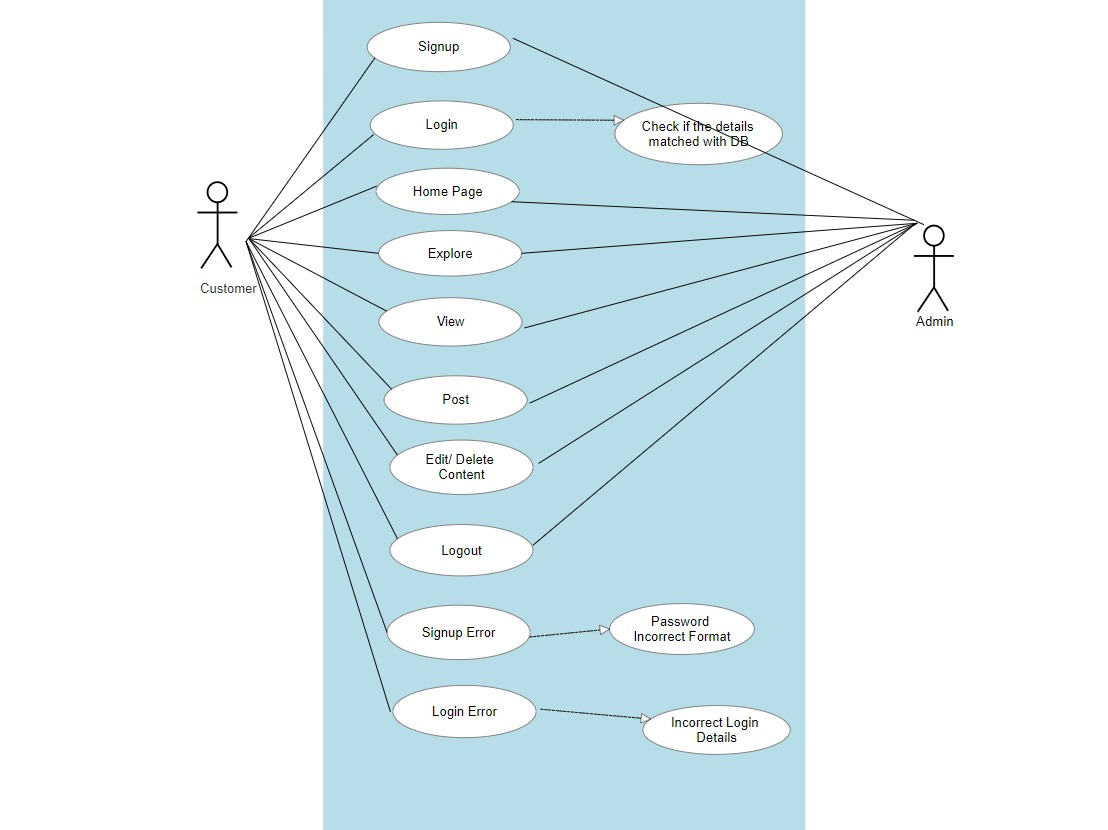 Signup
Login
Check if the details
matched with DB
Home Page
Explore
Customer
View
Admin
Post
Edit/ Delete
Content
Logout
Signup Error
Password
Incorrect Format
Login Error
Incorrect Login
Details